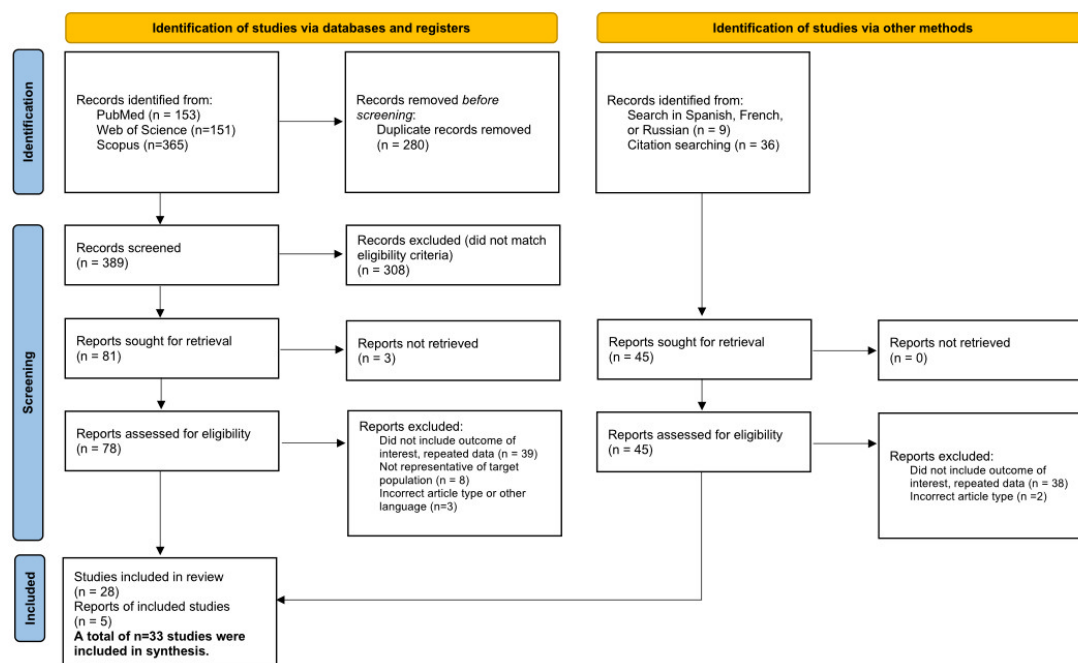 Identification of studies via databases and registers
Identification of studies via other methods
Identification
Records identified from:
PubMed (n = 153)
Web of Science (n=151)
Scopus (n=365)
Records removed before
screening:
Duplicate records removed
(n = 280)
Records identified from:
Search in Spanish, French,
or Russian (n = 9)
Citation searching (n = 36)
Screening
Records screened
(n = 389)
Records excluded (did not match
eligibility criteria)
(n = 308)
Reports sought for retrieval
(n = 81)
Reports not retrieved
(n = 3)
Reports sought for retrieval
(n = 45)
Reports not retrieved
(n = 0)
Reports assessed for eligibility
(n = 78)
Reports excluded:
Did not include outcome of
interest, repeated data (n = 39)
Not representative of target
population (n = 8)
Incorrect article type or other
language (n=3)
Reports assessed for eligibility
(n = 45)
Reports excluded:
Did not include outcome of
interest, repeated data (n = 38)
Incorrect article type (n =2)
Included
Studies included in review
(n = 28)
Reports of included studies
(n = 5)
A total of n=33 studies were
included in synthesis.